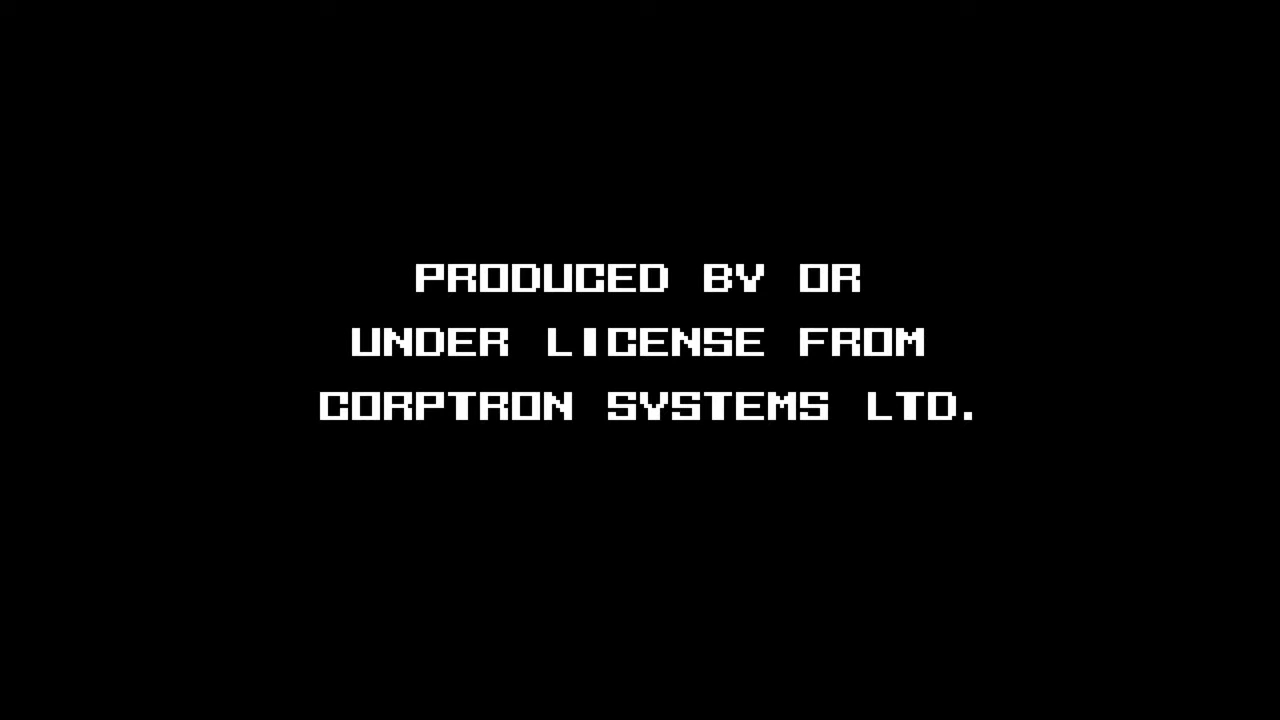 PRODUCED BY OR
UNDER LICENSE FROM
CORPTRON SYSTEMS LTD.